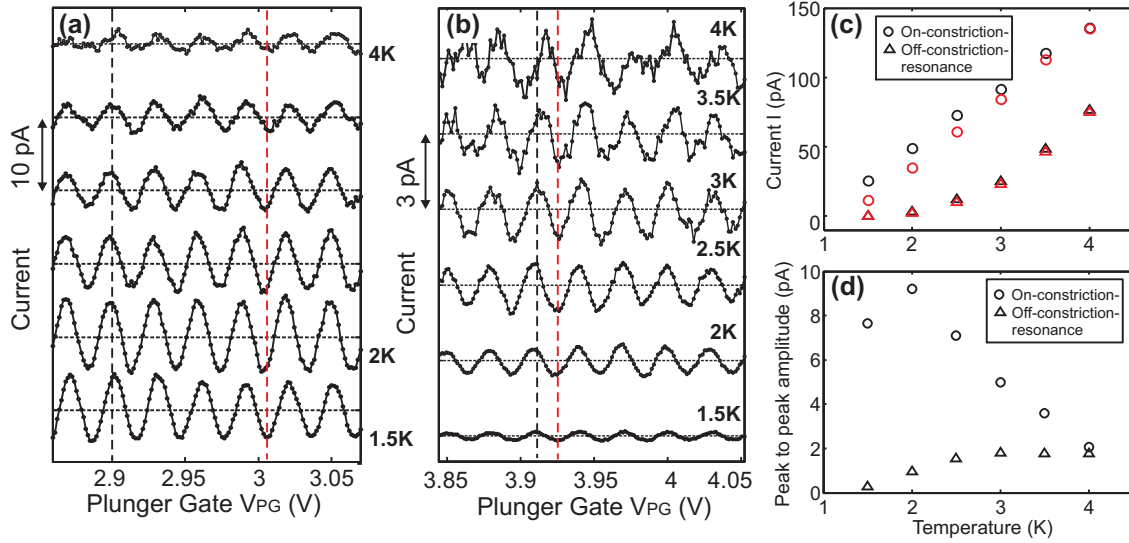 (a)
4K
10 pA
Current
2K
1.5K
2.9
2.95
3
3.05
Plunger Gate VPG (V)
(b)
4K
3.5K
3 pA
3K
2.5K
Current
2K
1.5K
3.85
3.9
3.95
4
4.05
Plunger Gate VPG (V)
(c)
On-constriction-
Off-constriction-
resonance
Current I (pA)
150
100
50
0
1
2
3
4
(d)
On-constriction-
Off-constriction-
resonance
Peak to peak amplitude (pA)
10
8
6
4
2
0
1
2
3
4
Temperature (K)